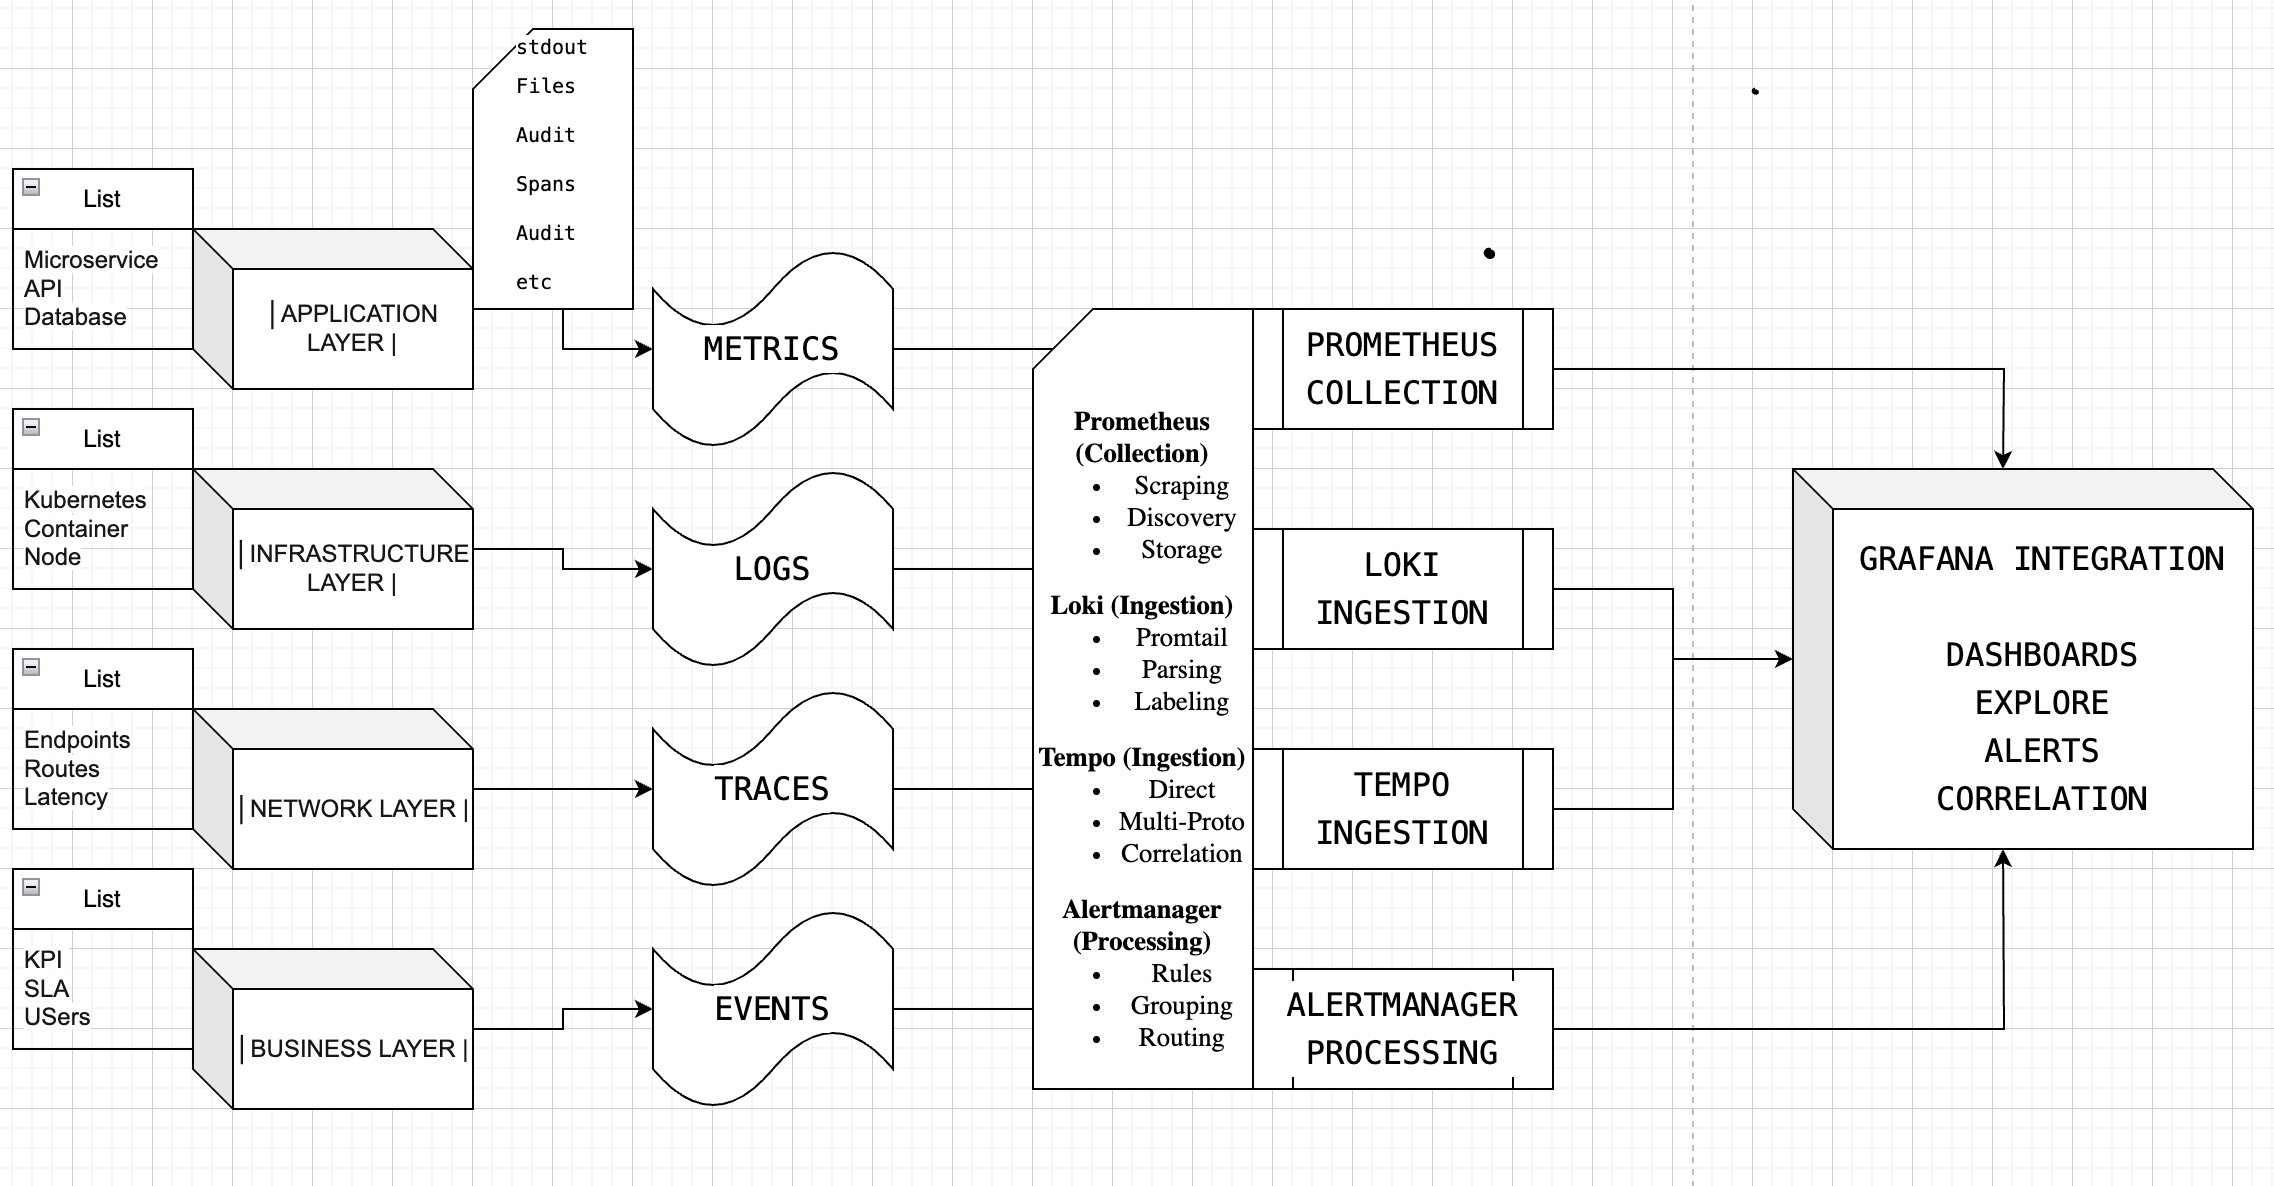 stdout
Files
Audit
Spans
Audit
etc
List
Microservice
API
Database
| APPLICATION
LAYER |
List
Kubernetes
Container
Node
| INFRASTRUCTURE
LAYER |
List
Endpoints
Routes
Latency
| NETWORK LAYER |
List
KPI
SLA
USers
| BUSINESS LAYER |
METRICS
LOGS
TRACES
EVENTS
Prometheus
(Collection)
• Scraping
• Discovery
• Storage
Loki (Ingestion)
• Promtail
• Parsing
• Labeling
Tempo (Ingestion)
• Direct
• Multi-Proto
• Correlation
Alertmanager
(Processing)
• Rules
• Grouping
• Routing
PROMETHEUS
COLLECTION
LOKI
INGESTION
TEMPO
INGESTION
ALERTMANAGER
PROCESSING
GRAFANA INTEGRATION
DASHBOARDS
EXPLORE
ALERTS
CORRELATION